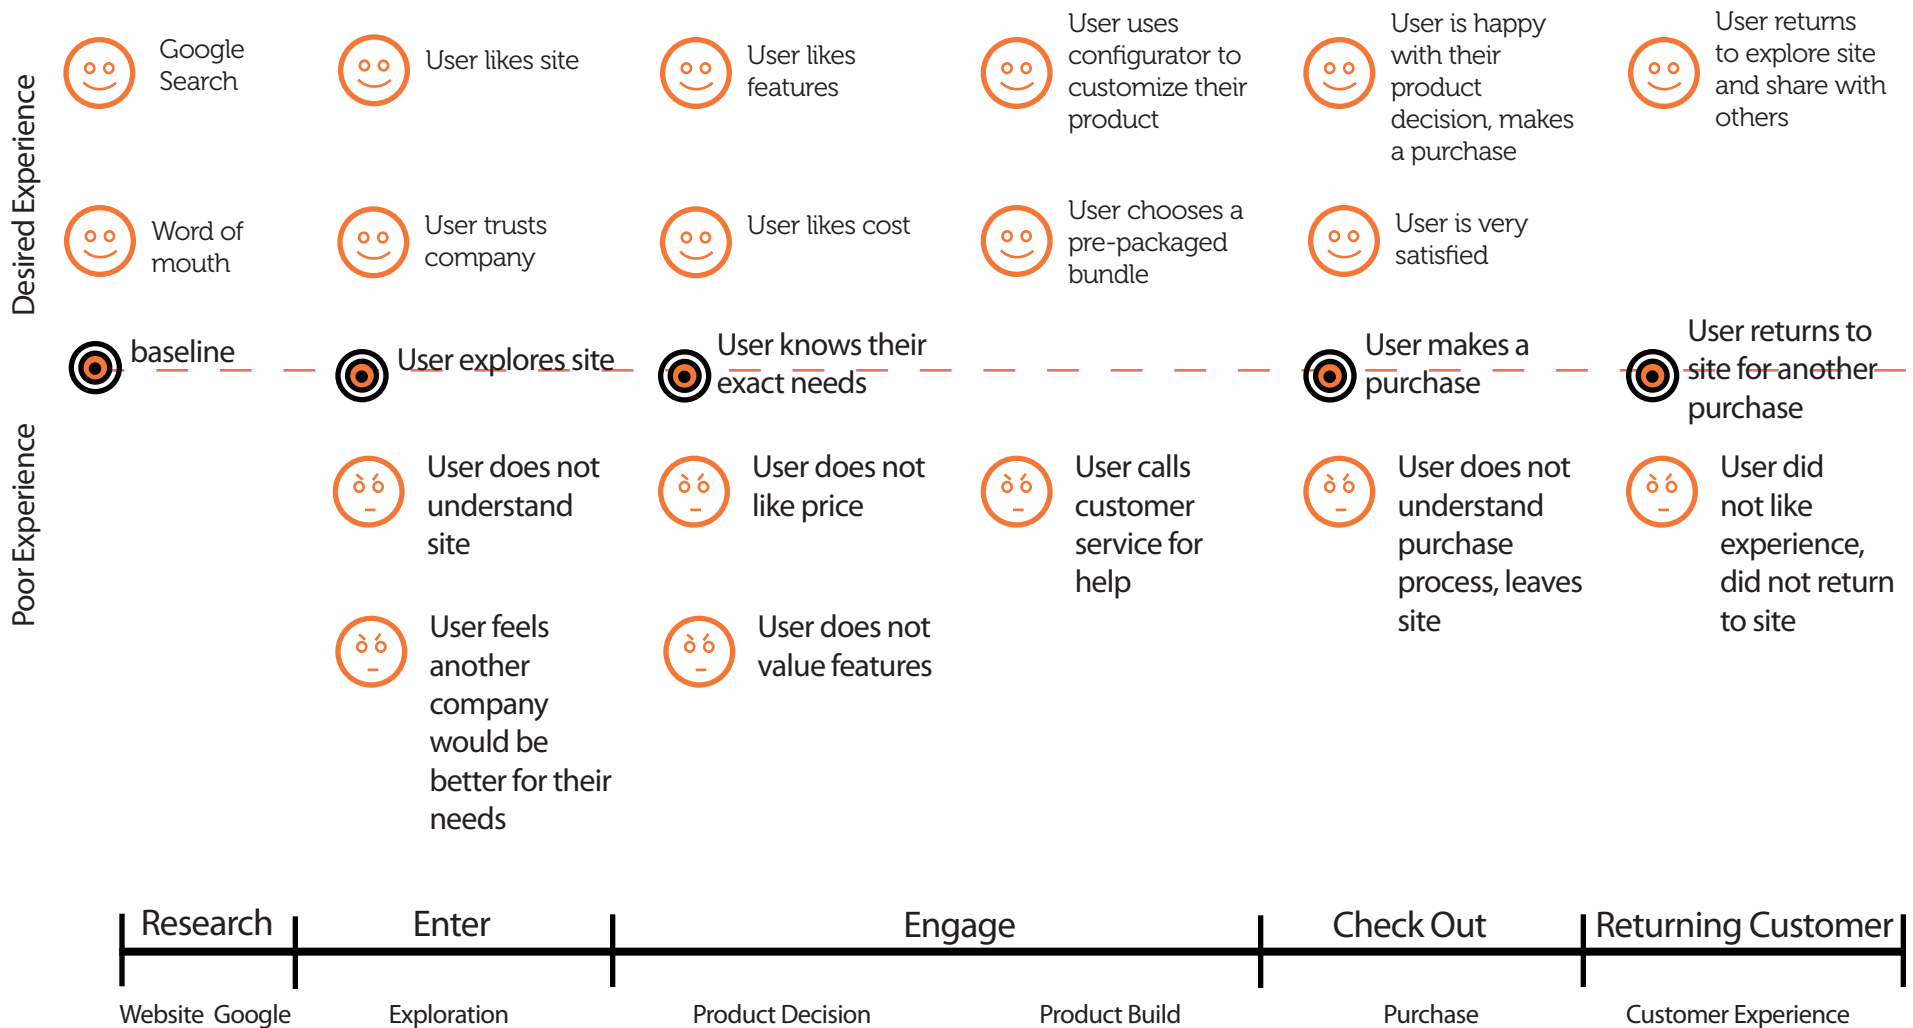 Desired Experience
Google
Search
User likes site
User likes
features
User uses
configurator to
customize their
product
User is happy
with their
product
decision, makes
a purchase
User returns
to explore site
and share with
others
Word of
mouth
User trusts
company
User likes cost
User chooses a
pre-packaged
bundle
User is very
satisfied
baseline
User explores site
User knows their
exact needs
User makes a
purchase
User returns to
site for another
purchase
Poor Experience
User does not
understand
site
User does not
like price
User calls
customer
service for
help
User does not
understand
purchase
process, leaves
site
User did
not like
experience,
did not return
to site
User feels
another
company
would be
better for their
needs
User does not
value features
Research
Enter
Engage
Check Out
Returning Customer
Website Google
Exploration
Product Decision
Product Build
Purchase
Customer Experience